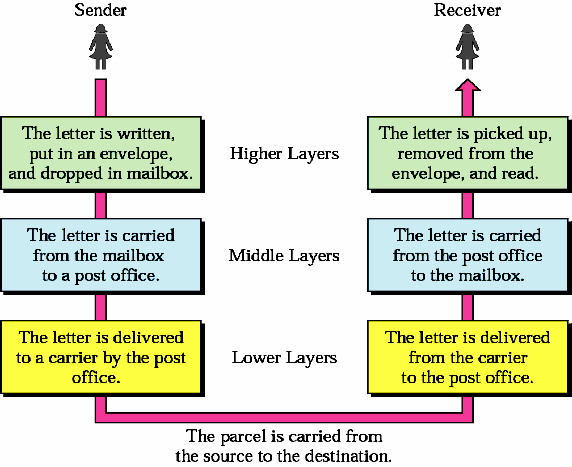 Sender
Receiver
The letter is written,
put in an envelope,
and dropped in mailbox.
Higher Layers
The letter is picked up,
removed from the
envelope, and read.
The letter is carried
from the mailbox
to a post office.
Middle Layers
The letter is carried
from the post office
to the mailbox.
The letter is delivered
to a carrier by the post
office.
Lower Layers
The letter is delivered
from the carrier
to the post office.
The parcel is carried from
the source to the destination.